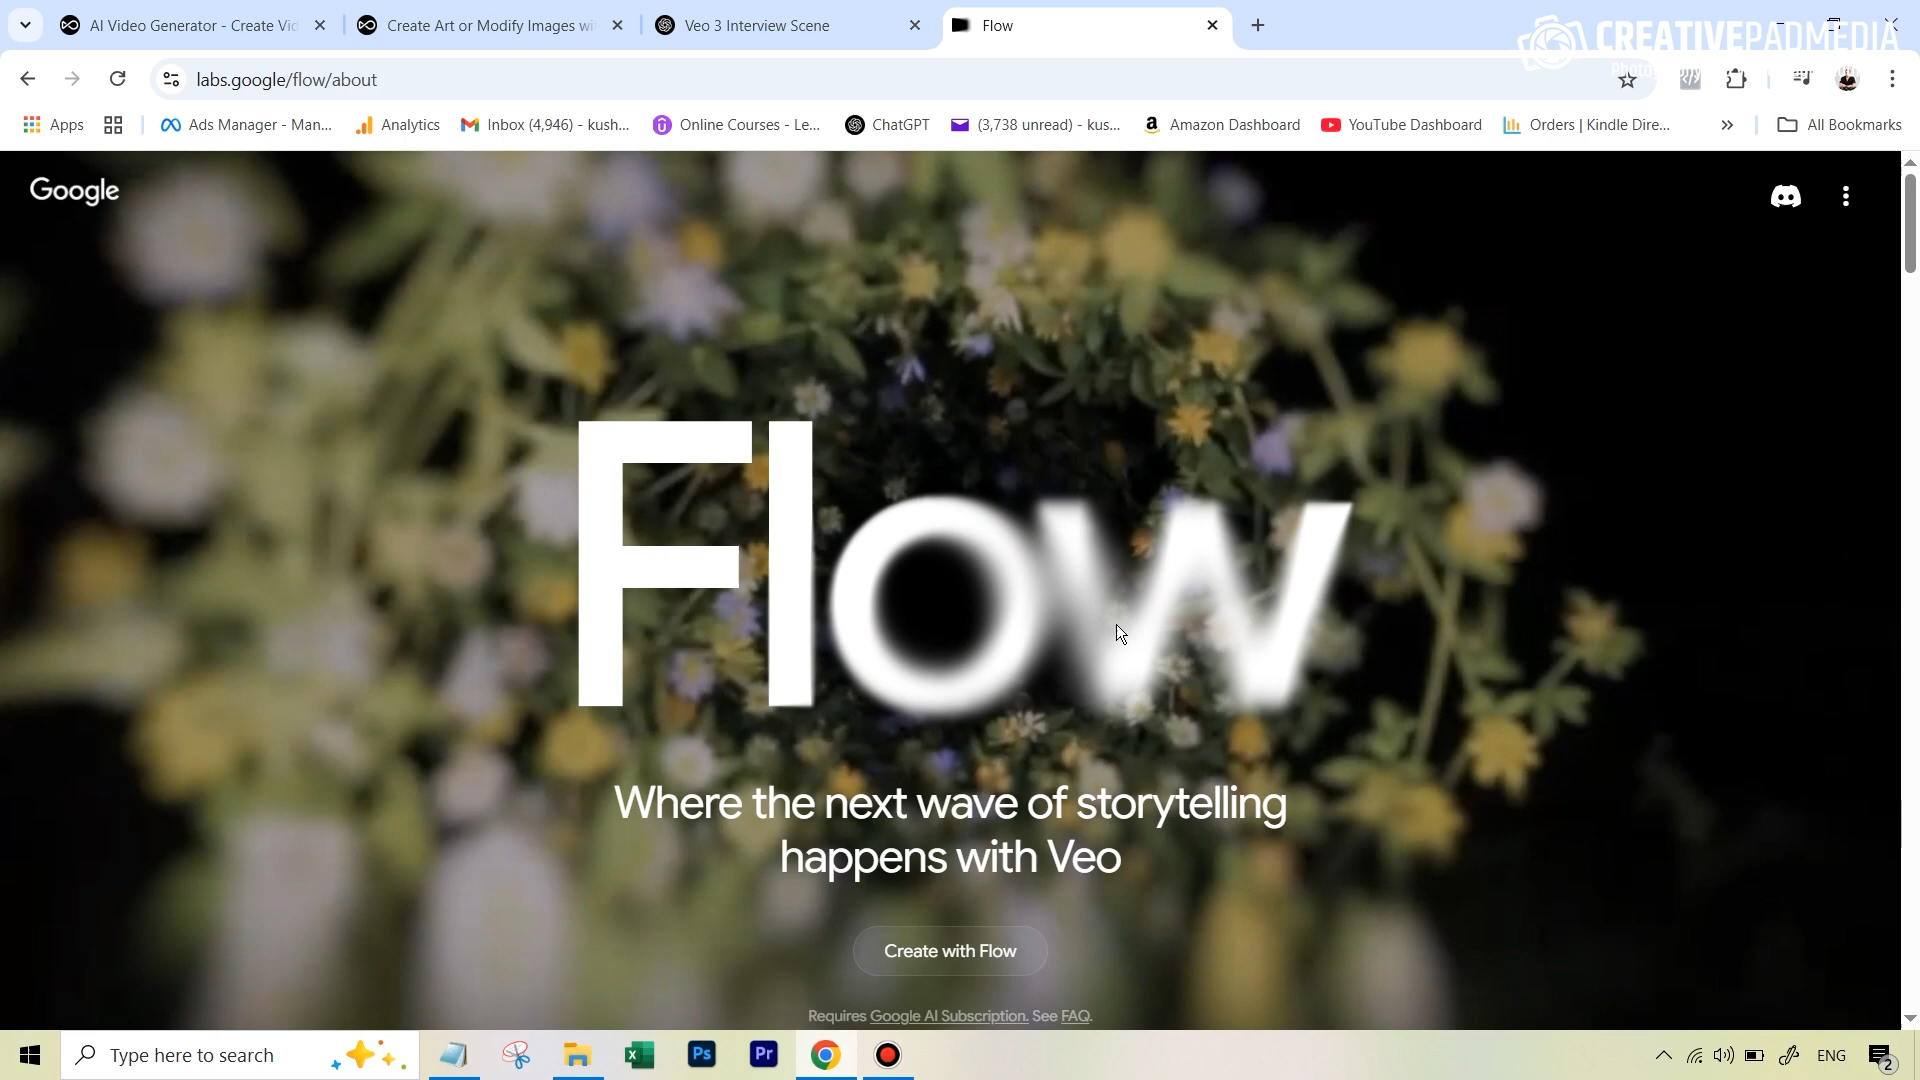 AI Video Generator - Create Vid
Create Art or Modify Images wi
Veo 3 Interview Scene
Flow
CREATIVEPADMEDIA
labs.google/flow/about
Apps
Ads Manager - Man...
Analytics
Inbox (4,946) - kush...
Online Courses - Le...
ChatGPT
(3,738 unread) - kus...
Amazon Dashboard
YouTube Dashboard
Orders | Kindle Dire...
All Bookmarks
Google
Flow
Where the next wave of storytelling
happens with Veo
Create with Flow
Requires Google AI Subscription. See FAQ.
Type here to search
Ps
Pr
ENG
2